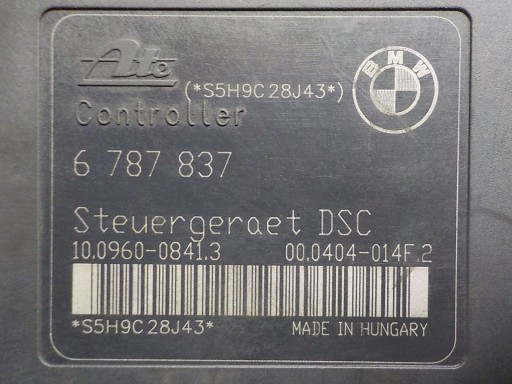 Ate
(*S5H9C28J43*)
BMW
Controller
6 787 837
Steuergeraet DSC
10.0960-0841.3 00.0404-014F.2
*S5H9C28J43* MADE IN HUNGARY